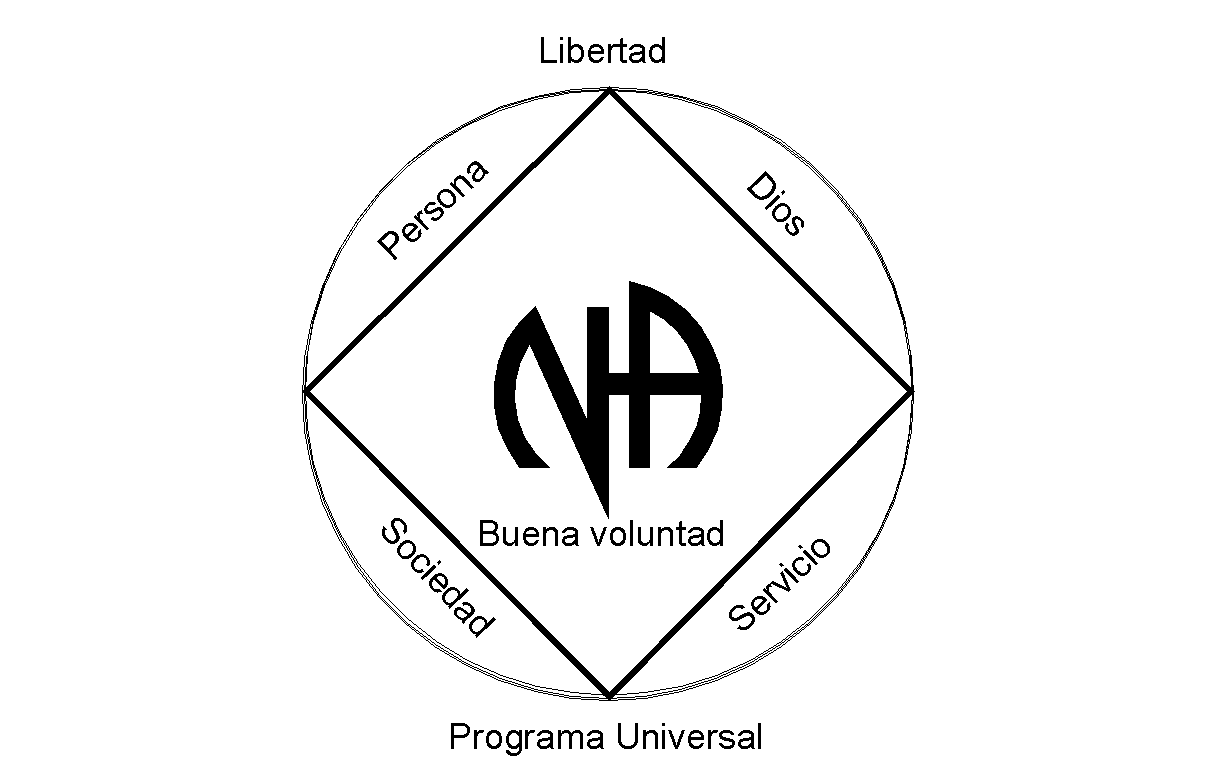 Libertad
Persona
Dios
NA
Buena voluntad
Sociedad
Servicio
Programa Universal